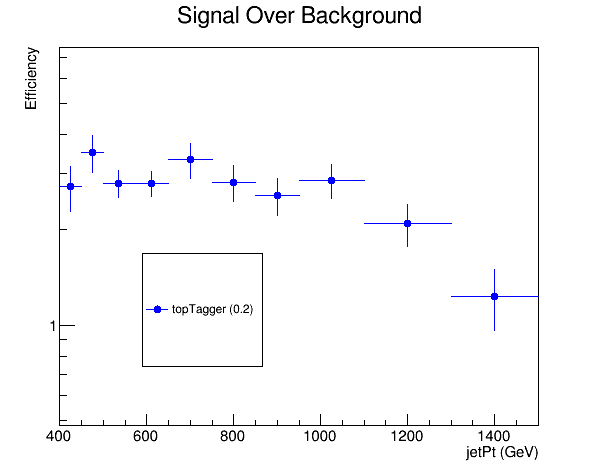 Signal Over Background
Efficiency
1
topTagger (0.2)
400 600 800 1000 1200 1400
jetPt (GeV)